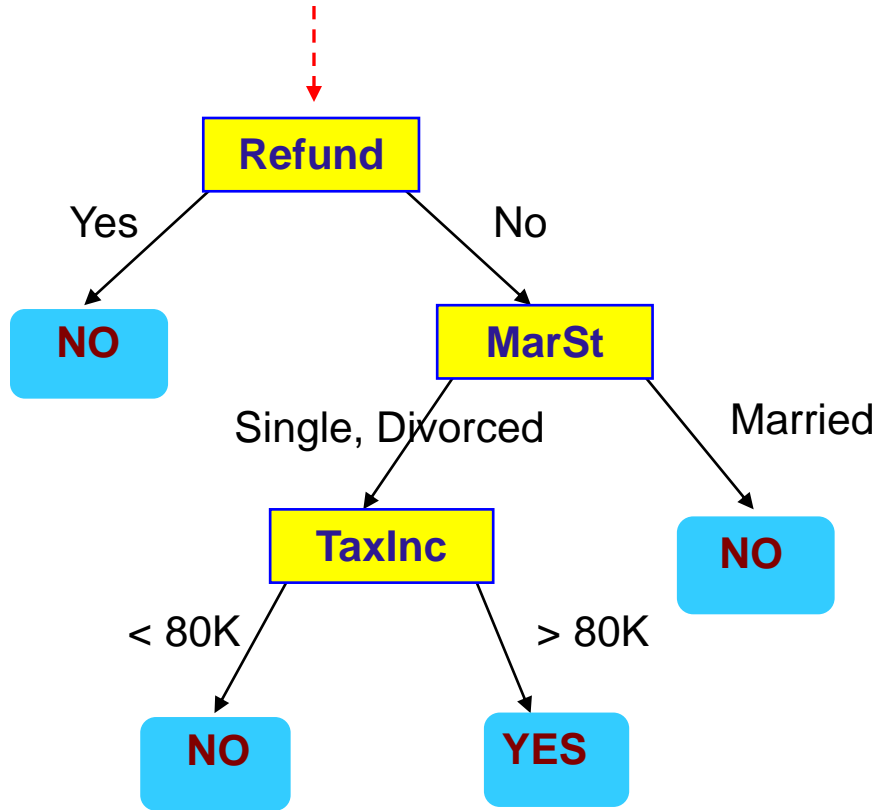 Refund
Yes
No
NO
MarSt
Single, Divorced
Married
TaxInc
NO
< 80K
> 80K
NO
YES